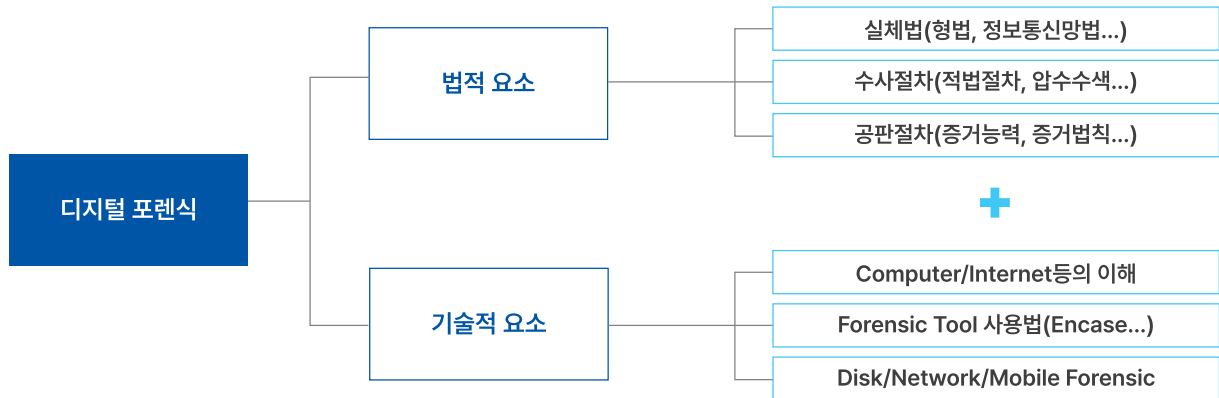 디지털 포렌식
법적 요소
실체법(형법, 정보통신망법...)
수사절차(적법절차, 압수수색...)
공판절차(증거능력, 증거법칙...)
기술적 요소
Computer/Internet등의 이해
Forensic Tool 사용법(Encase...)
Disk/Network/Mobile Forensic